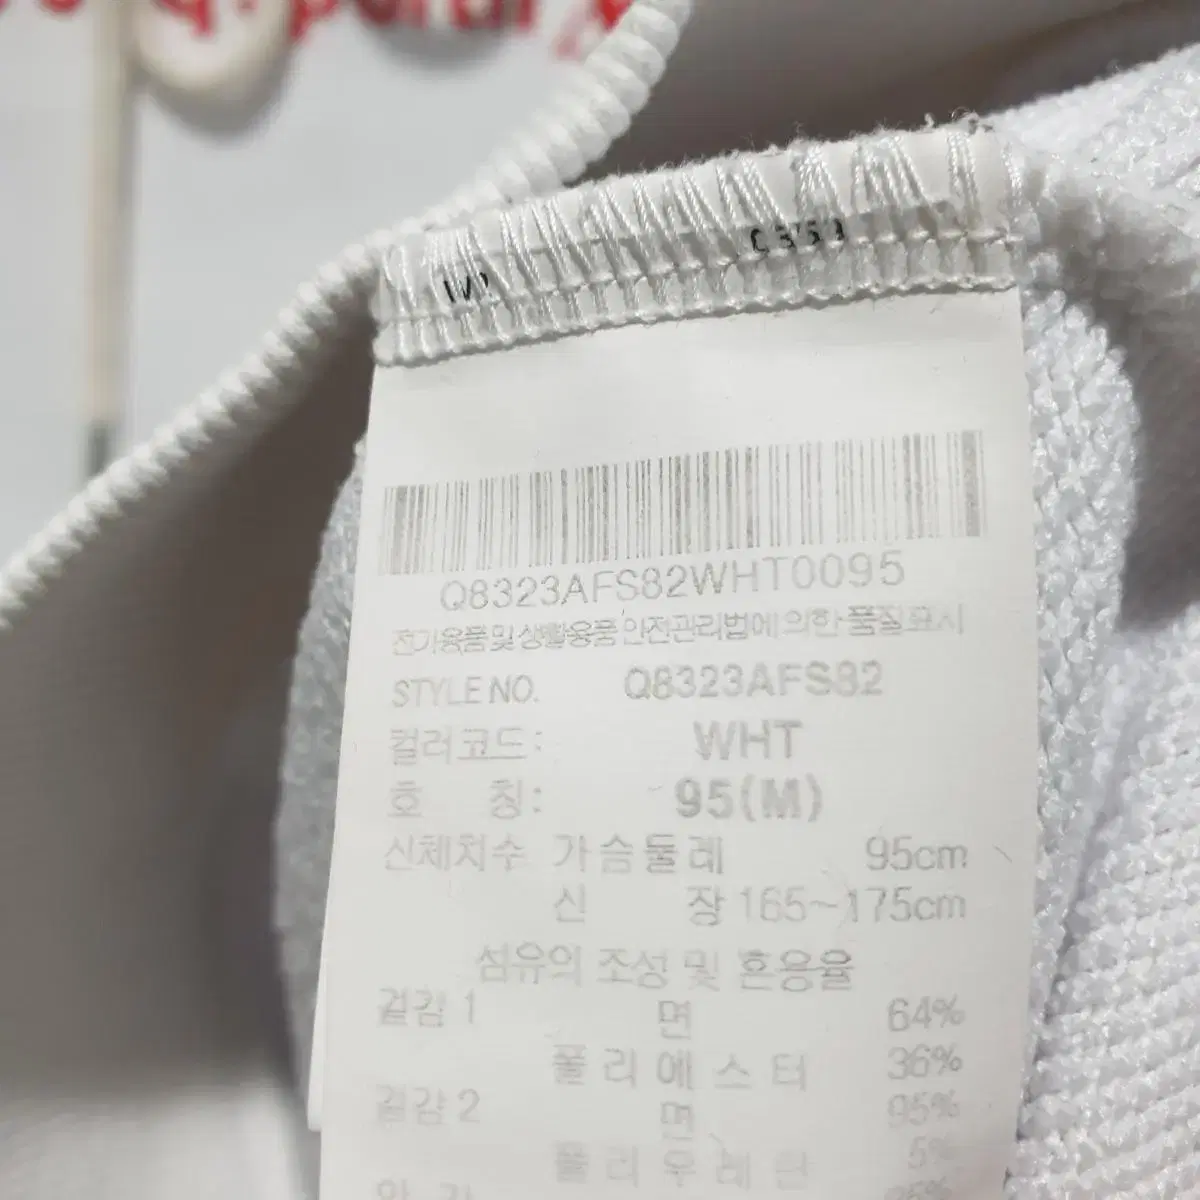 Q8323AFS82WHT0095
전기용품및생활용품안전관리법에의한품질표시
STYLE NO. Q8323AFS82
컬러코드: WHT
호 칭: 95(M)
신체치수 가슴둘레 95cm
신 장 165~175cm
섬유의 조성 및 혼용율
겉감 1 면 64%
폴리에스터 36%
겉감 2 면 95%
폴리우레탄 5%